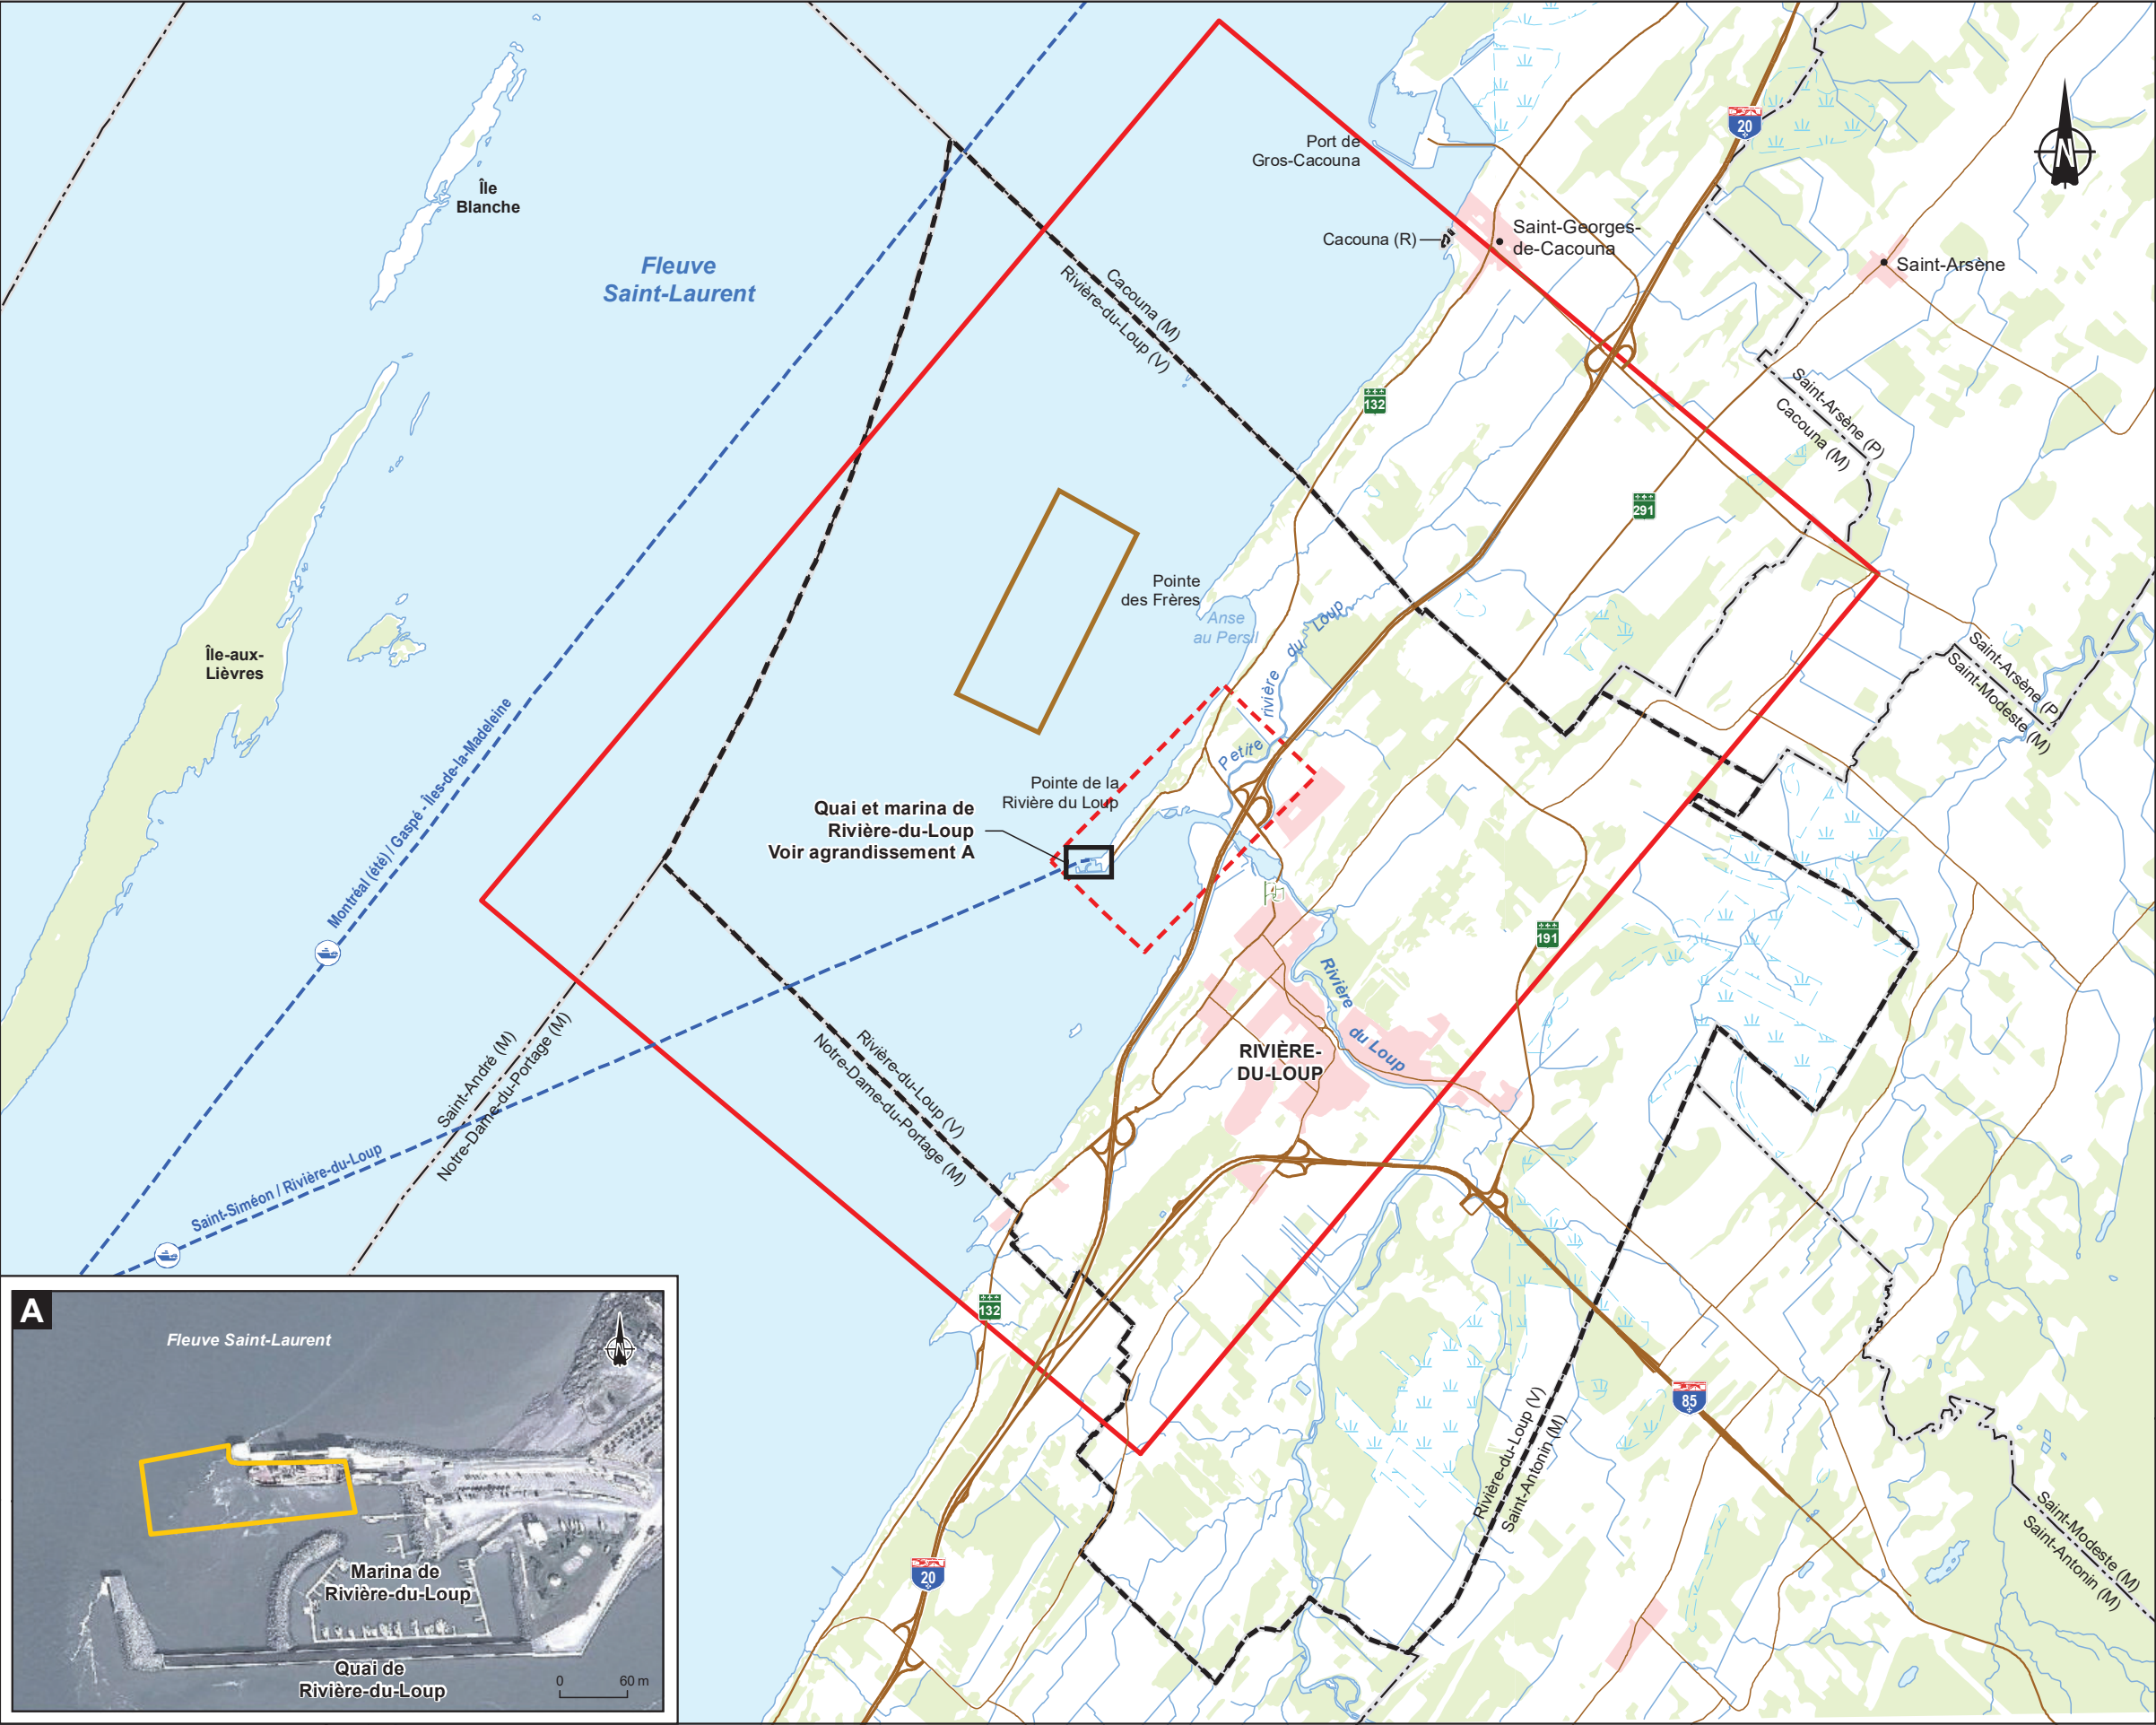 20
N
Port de
Gros-Cacouna
Île
Blanche
Saint-Georges-
de-Cacouna
Cacouna (R)
Saint-Arsène
Fleuve
Saint-Laurent
Cacouna (M)
Rivière-du-Loup (V)
132
Saint-Arsène (P)
Cacouna (M)
291
Pointe
des Frères
Anse
au Persil
Petite rivière du Loup
Île-aux-
Lièvres
Saint-Arsène (P)
Saint-Modeste (M)
Montréal (été) / Gaspé - Îles-de-la-Madeleine
Pointe de la
Rivière du Loup
Quai et marina de
Rivière-du-Loup
Voir agrandissement A
191
Rivière
du Loup
RIVIÈRE-
DU-LOUP
Saint-André (M)
Notre-Dame-du-Portage (M)
Rivière-du-Loup (V)
Notre-Dame-du-Portage (M)
Saint-Siméon / Rivière-du-Loup
132
85
Rivière-du-Loup (V)
Saint-Antonin (M)
Saint-Modeste (M)
Saint-Antonin (M)
20
A
Fleuve Saint-Laurent
N
Marina de
Rivière-du-Loup
Quai de
Rivière-du-Loup
0 60 m